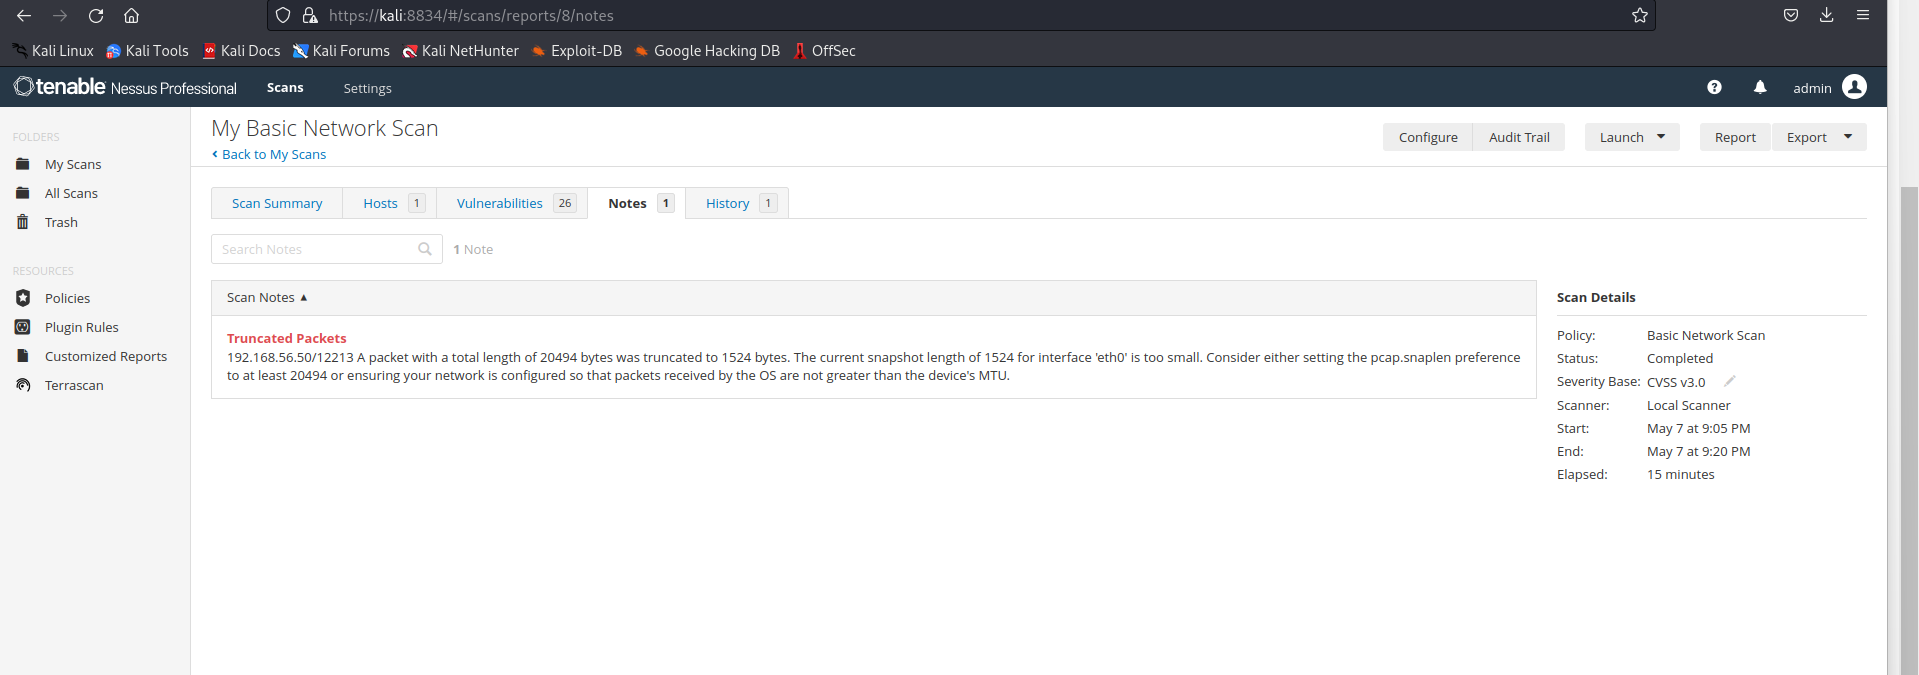 https://kali:8834/#/scans/reports/8/notes
Kali Linux Kali Tools Kali Docs Kali Forums Kali NetHunter Exploit-DB Google Hacking DB OffSec
tenable Nessus Professional Scans Settings admin
FOLDERS
My Scans
All Scans
Trash
RESOURCES
Policies
Plugin Rules
Customized Reports
Terrascan
My Basic Network Scan
Back to My Scans
Configure Audit Trail Launch Report Export
Scan Summary Hosts 1 Vulnerabilities 26 Notes 1 History 1
Search Notes 1 Note
Scan Notes ▲
Truncated Packets
192.168.56.50/12213 A packet with a total length of 20494 bytes was truncated to 1524 bytes. The current snapshot length of 1524 for interface 'eth0' is too small. Consider either setting the pcap.snaplen preference
to at least 20494 or ensuring your network is configured so that packets received by the OS are not greater than the device's MTU.
Scan Details
Policy: Basic Network Scan
Status: Completed
Severity Base: CVSS v3.0
Scanner: Local Scanner
Start: May 7 at 9:05 PM
End: May 7 at 9:20 PM
Elapsed: 15 minutes